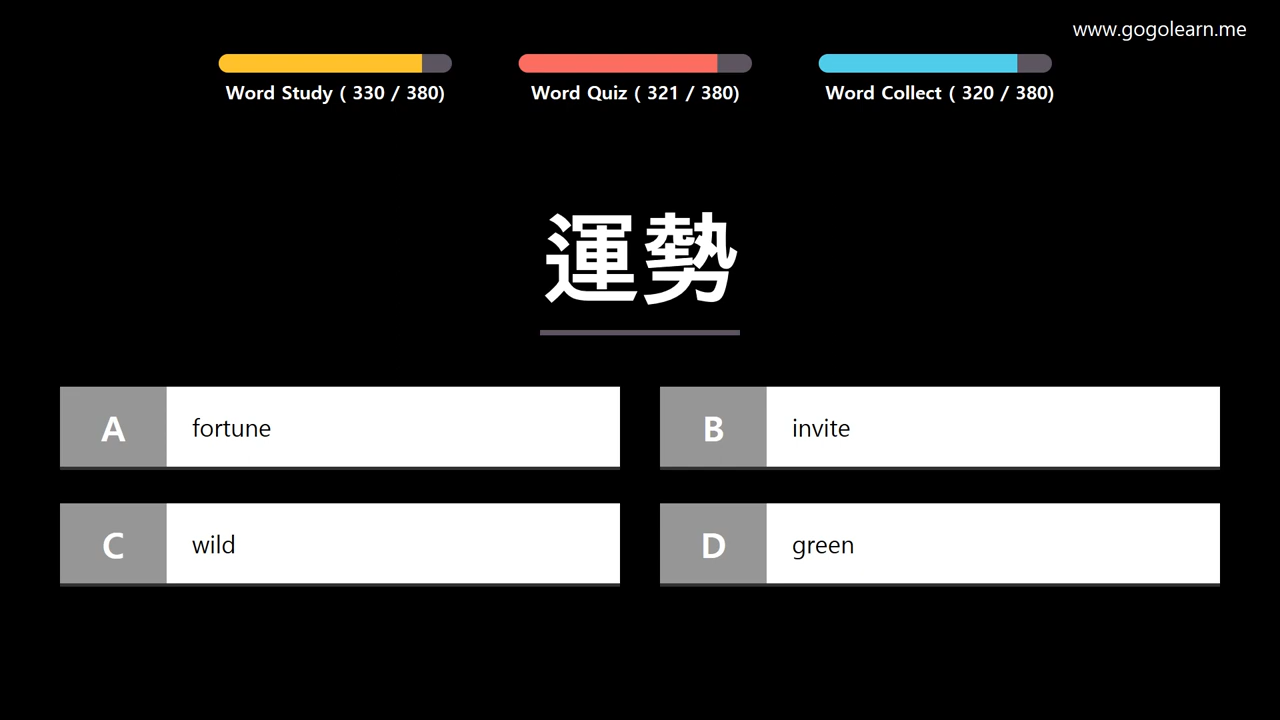 www.gogolearn.me
Word Study ( 330 / 380)
Word Quiz ( 321 / 380)
Word Collect ( 320 / 380)
運勢
A fortune
B invite
C wild
D green